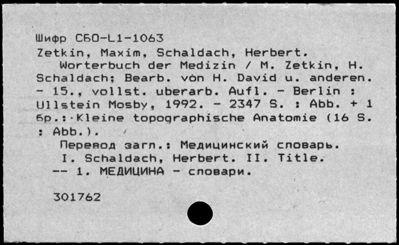 Шифр СБО-L1-1063
Zetkin, Maxim, Schaldach, Herbert.
Worterbuch der Medizin / M. Zetkin, H.
Schaldach; Bearb. von H. David u. anderen.
- 15., vollst. uberarb. Aufl. - Berlin :
Ullstein Mosby, 1992. - 2347 S. : Abb. + 1
бр.: Kleine topographische Anatomie (16 S.
: Abb.).
Перевод загл.: Медицинский словарь.
I. Schaldach, Herbert. II. Title.
-- 1. МЕДИЦИНА - словари.
301762